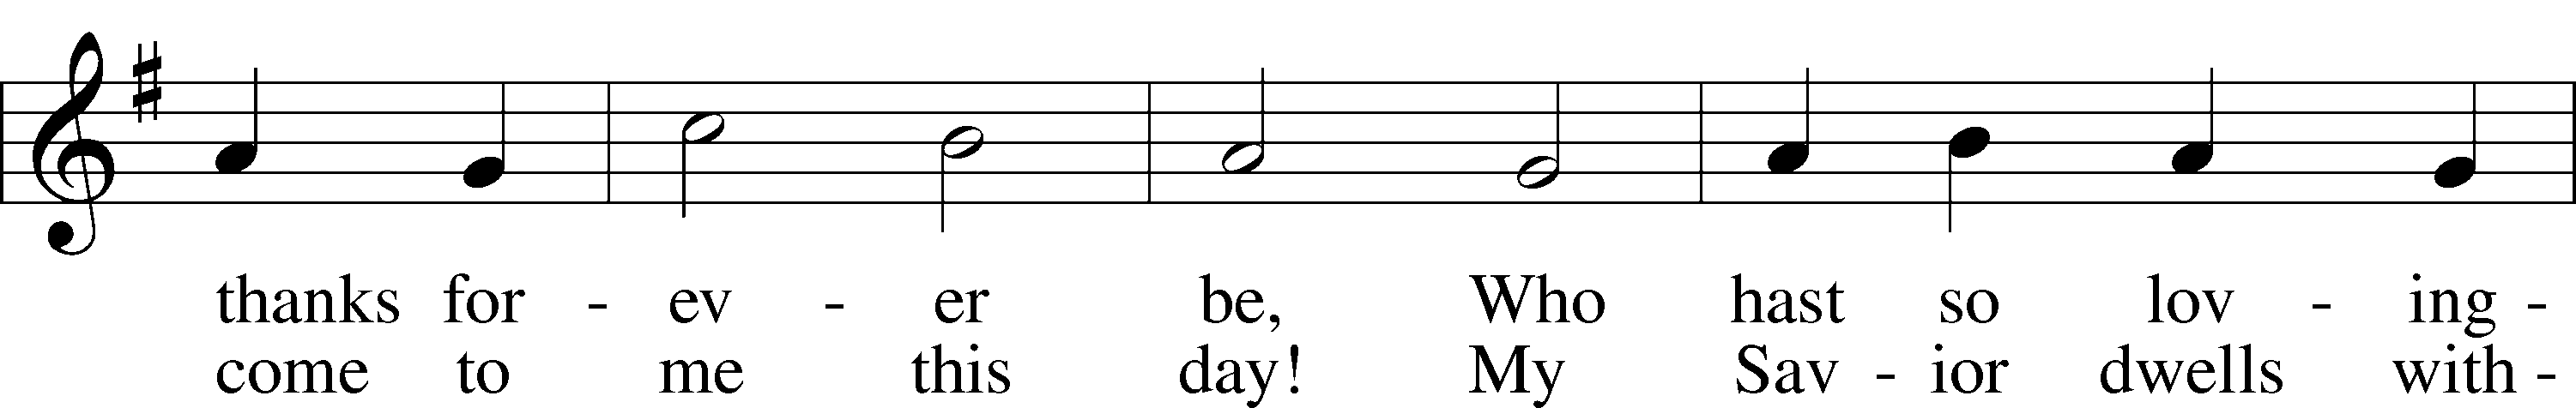 thanks for - ev - er be, Who hast so lov - ing -
come to me this day! My Sav - ior dwells with -